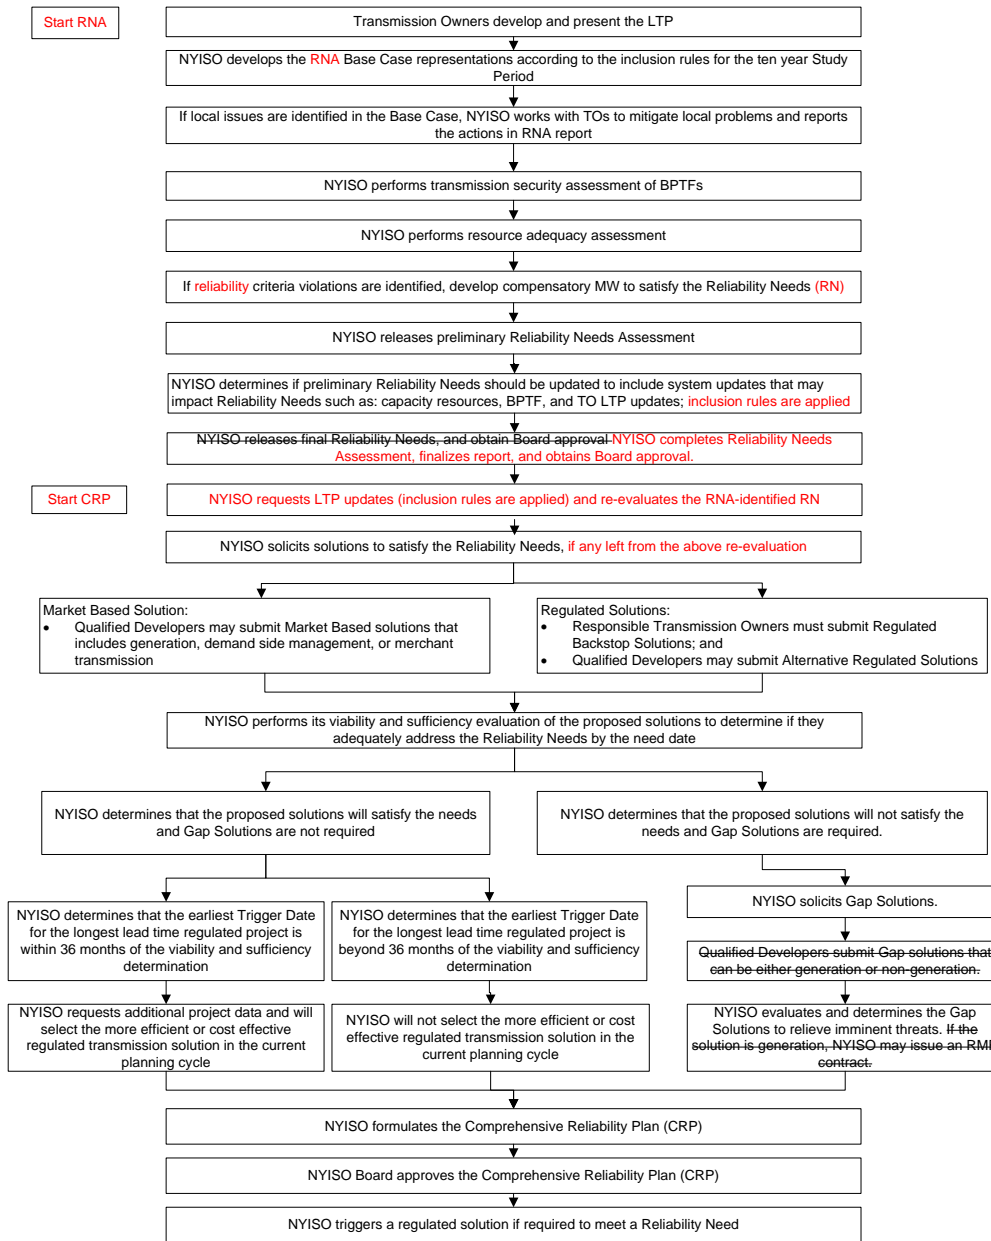 Start RNA
Transmission Owners develop and present the LTP
NYISO develops the RNA Base Case representations according to the inclusion rules for the ten year Study
Period
If local issues are identified in the Base Case, NYISO works with TOs to mitigate local problems and reports
the actions in RNA report
NYISO performs transmission security assessment of BPTFs
NYISO performs resource adequacy assessment
If reliability criteria violations are identified, develop compensatory MW to satisfy the Reliability Needs (RN)
NYISO releases preliminary Reliability Needs Assessment
NYISO determines if preliminary Reliability Needs should be updated to include system updates that may
impact Reliability Needs such as: capacity resources, BPTF, and TO LTP updates; inclusion rules are applied
NYISO releases final Reliability Needs, and obtain Board approval NYISO completes Reliability Needs
Assessment, finalizes report, and obtains Board approval.
Start CRP
NYISO requests LTP updates (inclusion rules are applied) and re-evaluates the RNA-identified RN
NYISO solicits solutions to satisfy the Reliability Needs, if any left from the above re-evaluation
Market Based Solution:
• Qualified Developers may submit Market Based solutions that
includes generation, demand side management, or merchant
transmission
Regulated Solutions:
• Responsible Transmission Owners must submit Regulated
Backstop Solutions; and
• Qualified Developers may submit Alternative Regulated Solutions
NYISO performs its viability and sufficiency evaluation of the proposed solutions to determine if they
adequately address the Reliability Needs by the need date
NYISO determines that the proposed solutions will satisfy the needs
and Gap Solutions are not required
NYISO determines that the proposed solutions will not satisfy the
needs and Gap Solutions are required.
NYISO determines that the earliest Trigger Date
for the longest lead time regulated project is
within 36 months of the viability and sufficiency
determination
NYISO determines that the earliest Trigger Date
for the longest lead time regulated project is
beyond 36 months of the viability and sufficiency
determination
NYISO solicits Gap Solutions.
Qualified Developers submit Gap solutions that
can be either generation or non-generation.
NYISO requests additional project data and will
select the more efficient or cost effective
regulated transmission solution in the current
planning cycle
NYISO will not select the more efficient or cost
effective regulated transmission solution in the
current planning cycle
NYISO evaluates and determines the Gap
Solutions to relieve imminent threats. If the
solution is generation, NYISO may issue an RM
contract.
NYISO formulates the Comprehensive Reliability Plan (CRP)
NYISO Board approves the Comprehensive Reliability Plan (CRP)
NYISO triggers a regulated solution if required to meet a Reliability Need